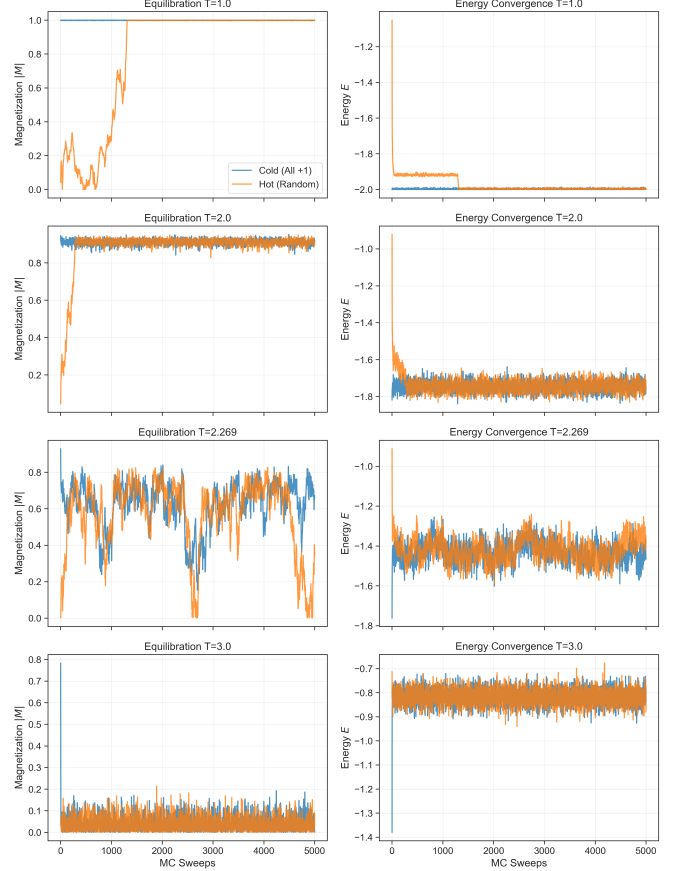 Equilibration T=1.0
Magnetization |M|
1.0
0.8
0.6
0.4
0.2
0.0
Cold (All +1)
Hot (Random)
Energy Convergence T=1.0
Energy E
−1.2
−1.4
−1.6
−1.8
−2.0
Equilibration T=2.0
Magnetization |M|
0.8
0.6
0.4
0.2
Energy Convergence T=2.0
Energy E
−1.0
−1.2
−1.4
−1.6
−1.8
Equilibration T=2.269
Magnetization |M|
0.8
0.6
0.4
0.2
0.0
Energy Convergence T=2.269
Energy E
−1.0
−1.2
−1.4
−1.6
−1.8
Equilibration T=3.0
Magnetization |M|
0.8
0.7
0.6
0.5
0.4
0.3
0.2
0.1
0.0
0 1000 2000 3000 4000 5000
MC Sweeps
Energy Convergence T=3.0
Energy E
−0.7
−0.8
−0.9
−1.0
−1.1
−1.2
−1.3
−1.4
0 1000 2000 3000 4000 5000
MC Sweeps